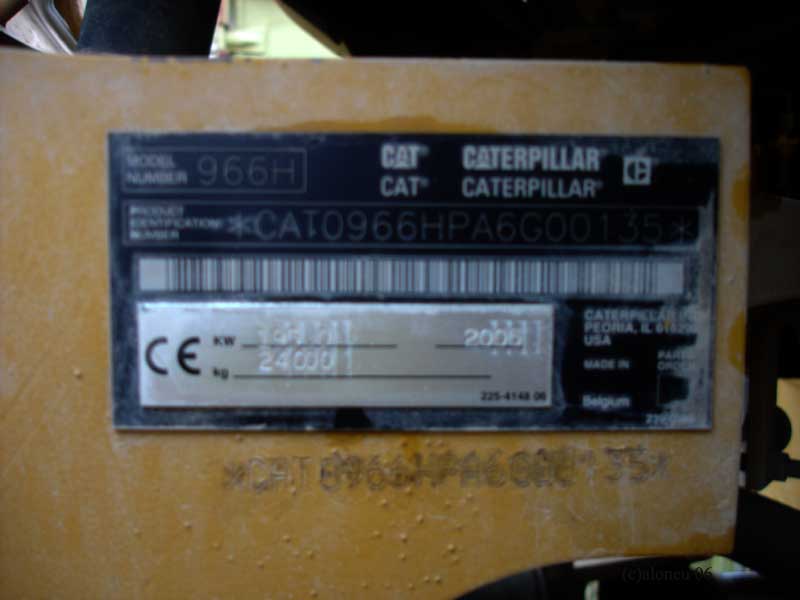 MODEL NUMBER 966H
CAT CATERPILLAR
CAT® CATERPILLAR®
PRODUCT IDENTIFICATION NUMBER *CAT0966HPA6G00135*
CE KW 2006
kg 24000
225-4148 06
CATERPILLAR
PEORIA, IL
USA
MADE IN
Belgium
*CAT0966HPA6G00135*
(c)aloneu 06